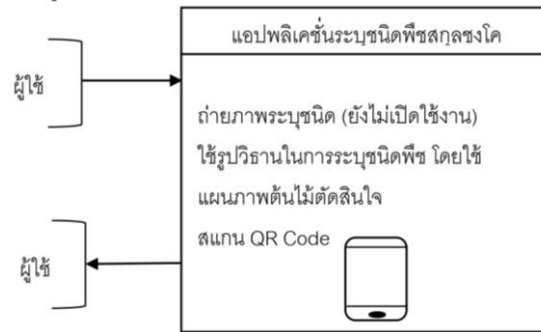 แอปพลิเคชั่นระบุชนิดพืชสกุลชงโค
ผู้ใช้
ถ่ายภาพระบุชนิด (ยังไม่เปิดใช้งาน)
ใช้รูปวิธานในการระบุชนิดพืช โดยใช้
แผนภาพต้นไม้ตัดสินใจ
สแกน QR Code
ผู้ใช้